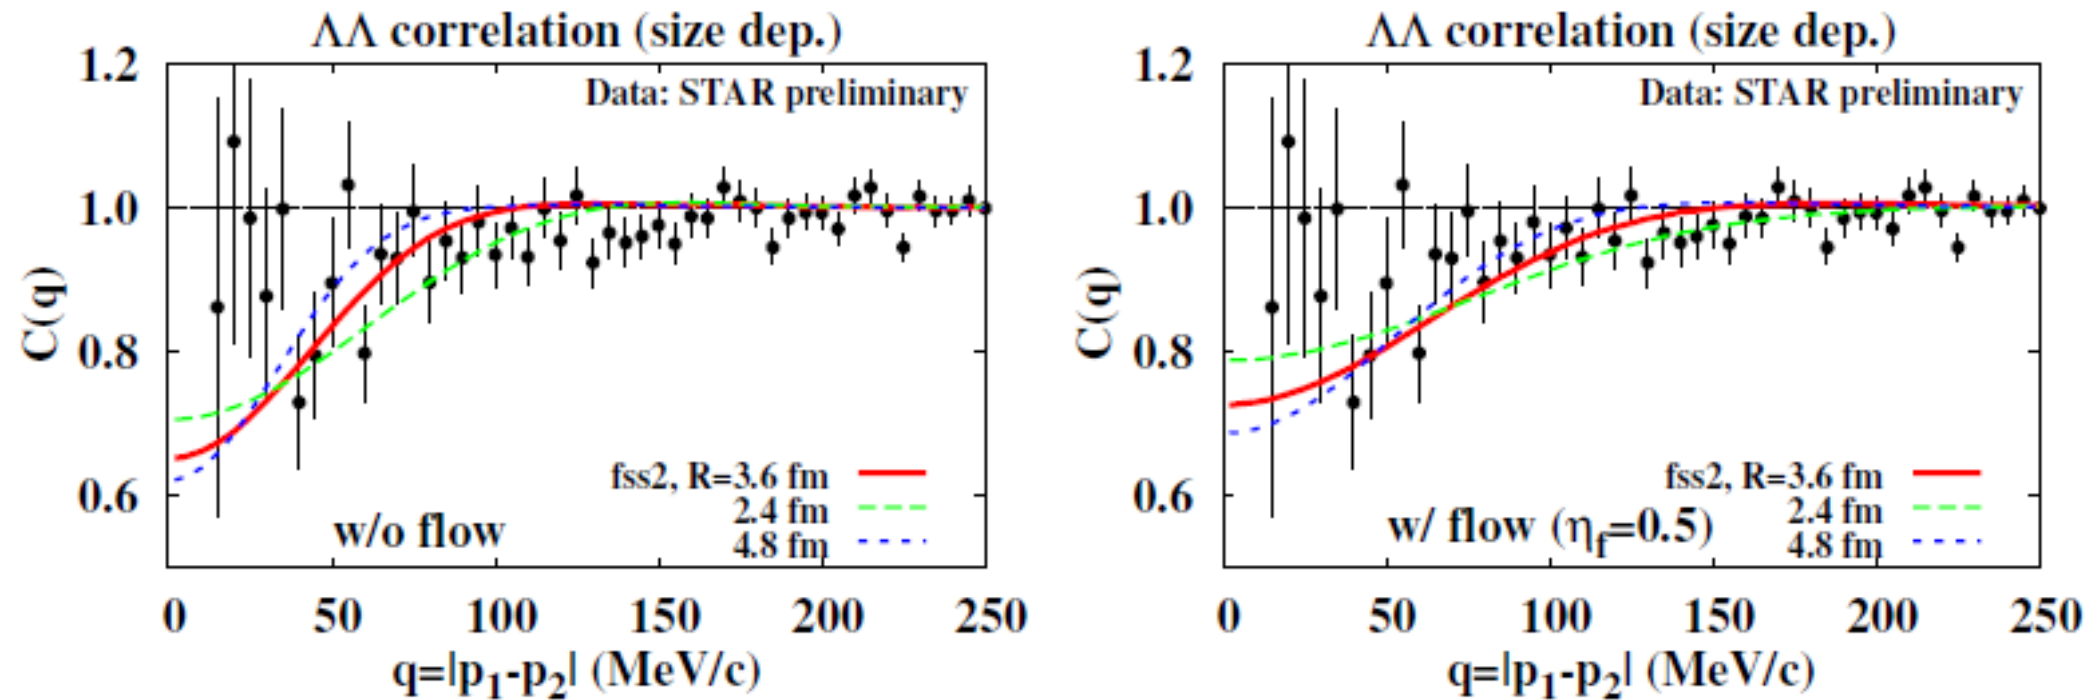 ΛΛ correlation (size dep.)
Data: STAR preliminary
1.2
1.0
0.8
0.6
C(q)
fss2, R=3.6 fm
2.4 fm
4.8 fm
w/o flow
0 50 100 150 200 250
q=|p₁-p₂| (MeV/c)
ΛΛ correlation (size dep.)
Data: STAR preliminary
1.2
1.0
0.8
0.6
C(q)
fss2, R=3.6 fm
2.4 fm
4.8 fm
w/ flow (η_f=0.5)
0 50 100 150 200 250
q=|p₁-p₂| (MeV/c)